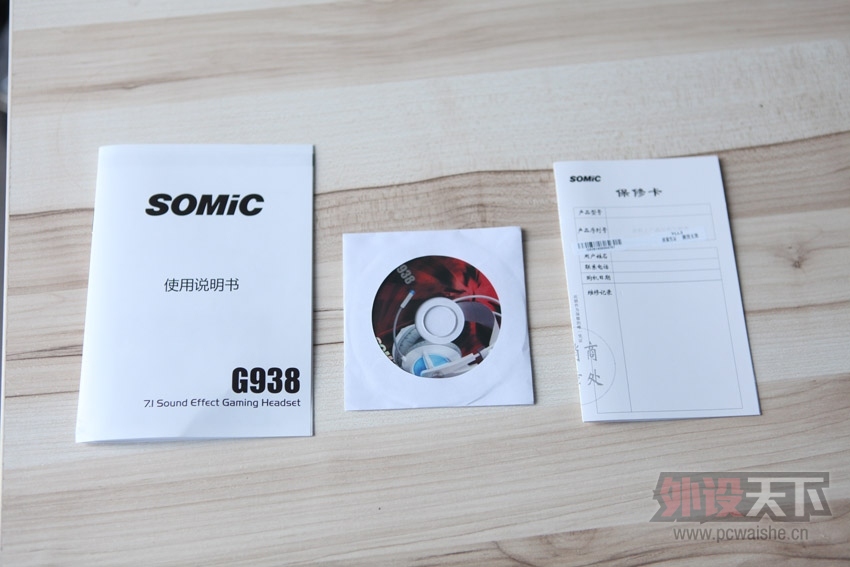 SOMiC
使用说明书
G938
7.1 Sound Effect Gaming Headset
G938
SOMiC
保修卡
产品型号
产品序列号
用户姓名
联系电话
购机日期
维修记录
商
处
外设天下
www.pcwaishe.cn